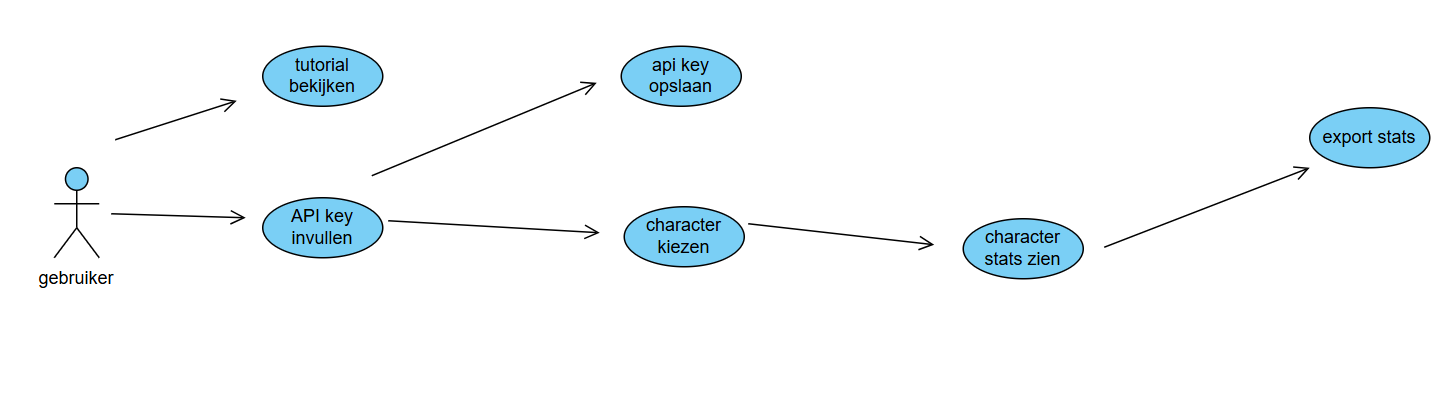 tutorial
bekijken
api key
opslaan
export stats
API key
invullen
character
kiezen
character
stats zien
gebruiker